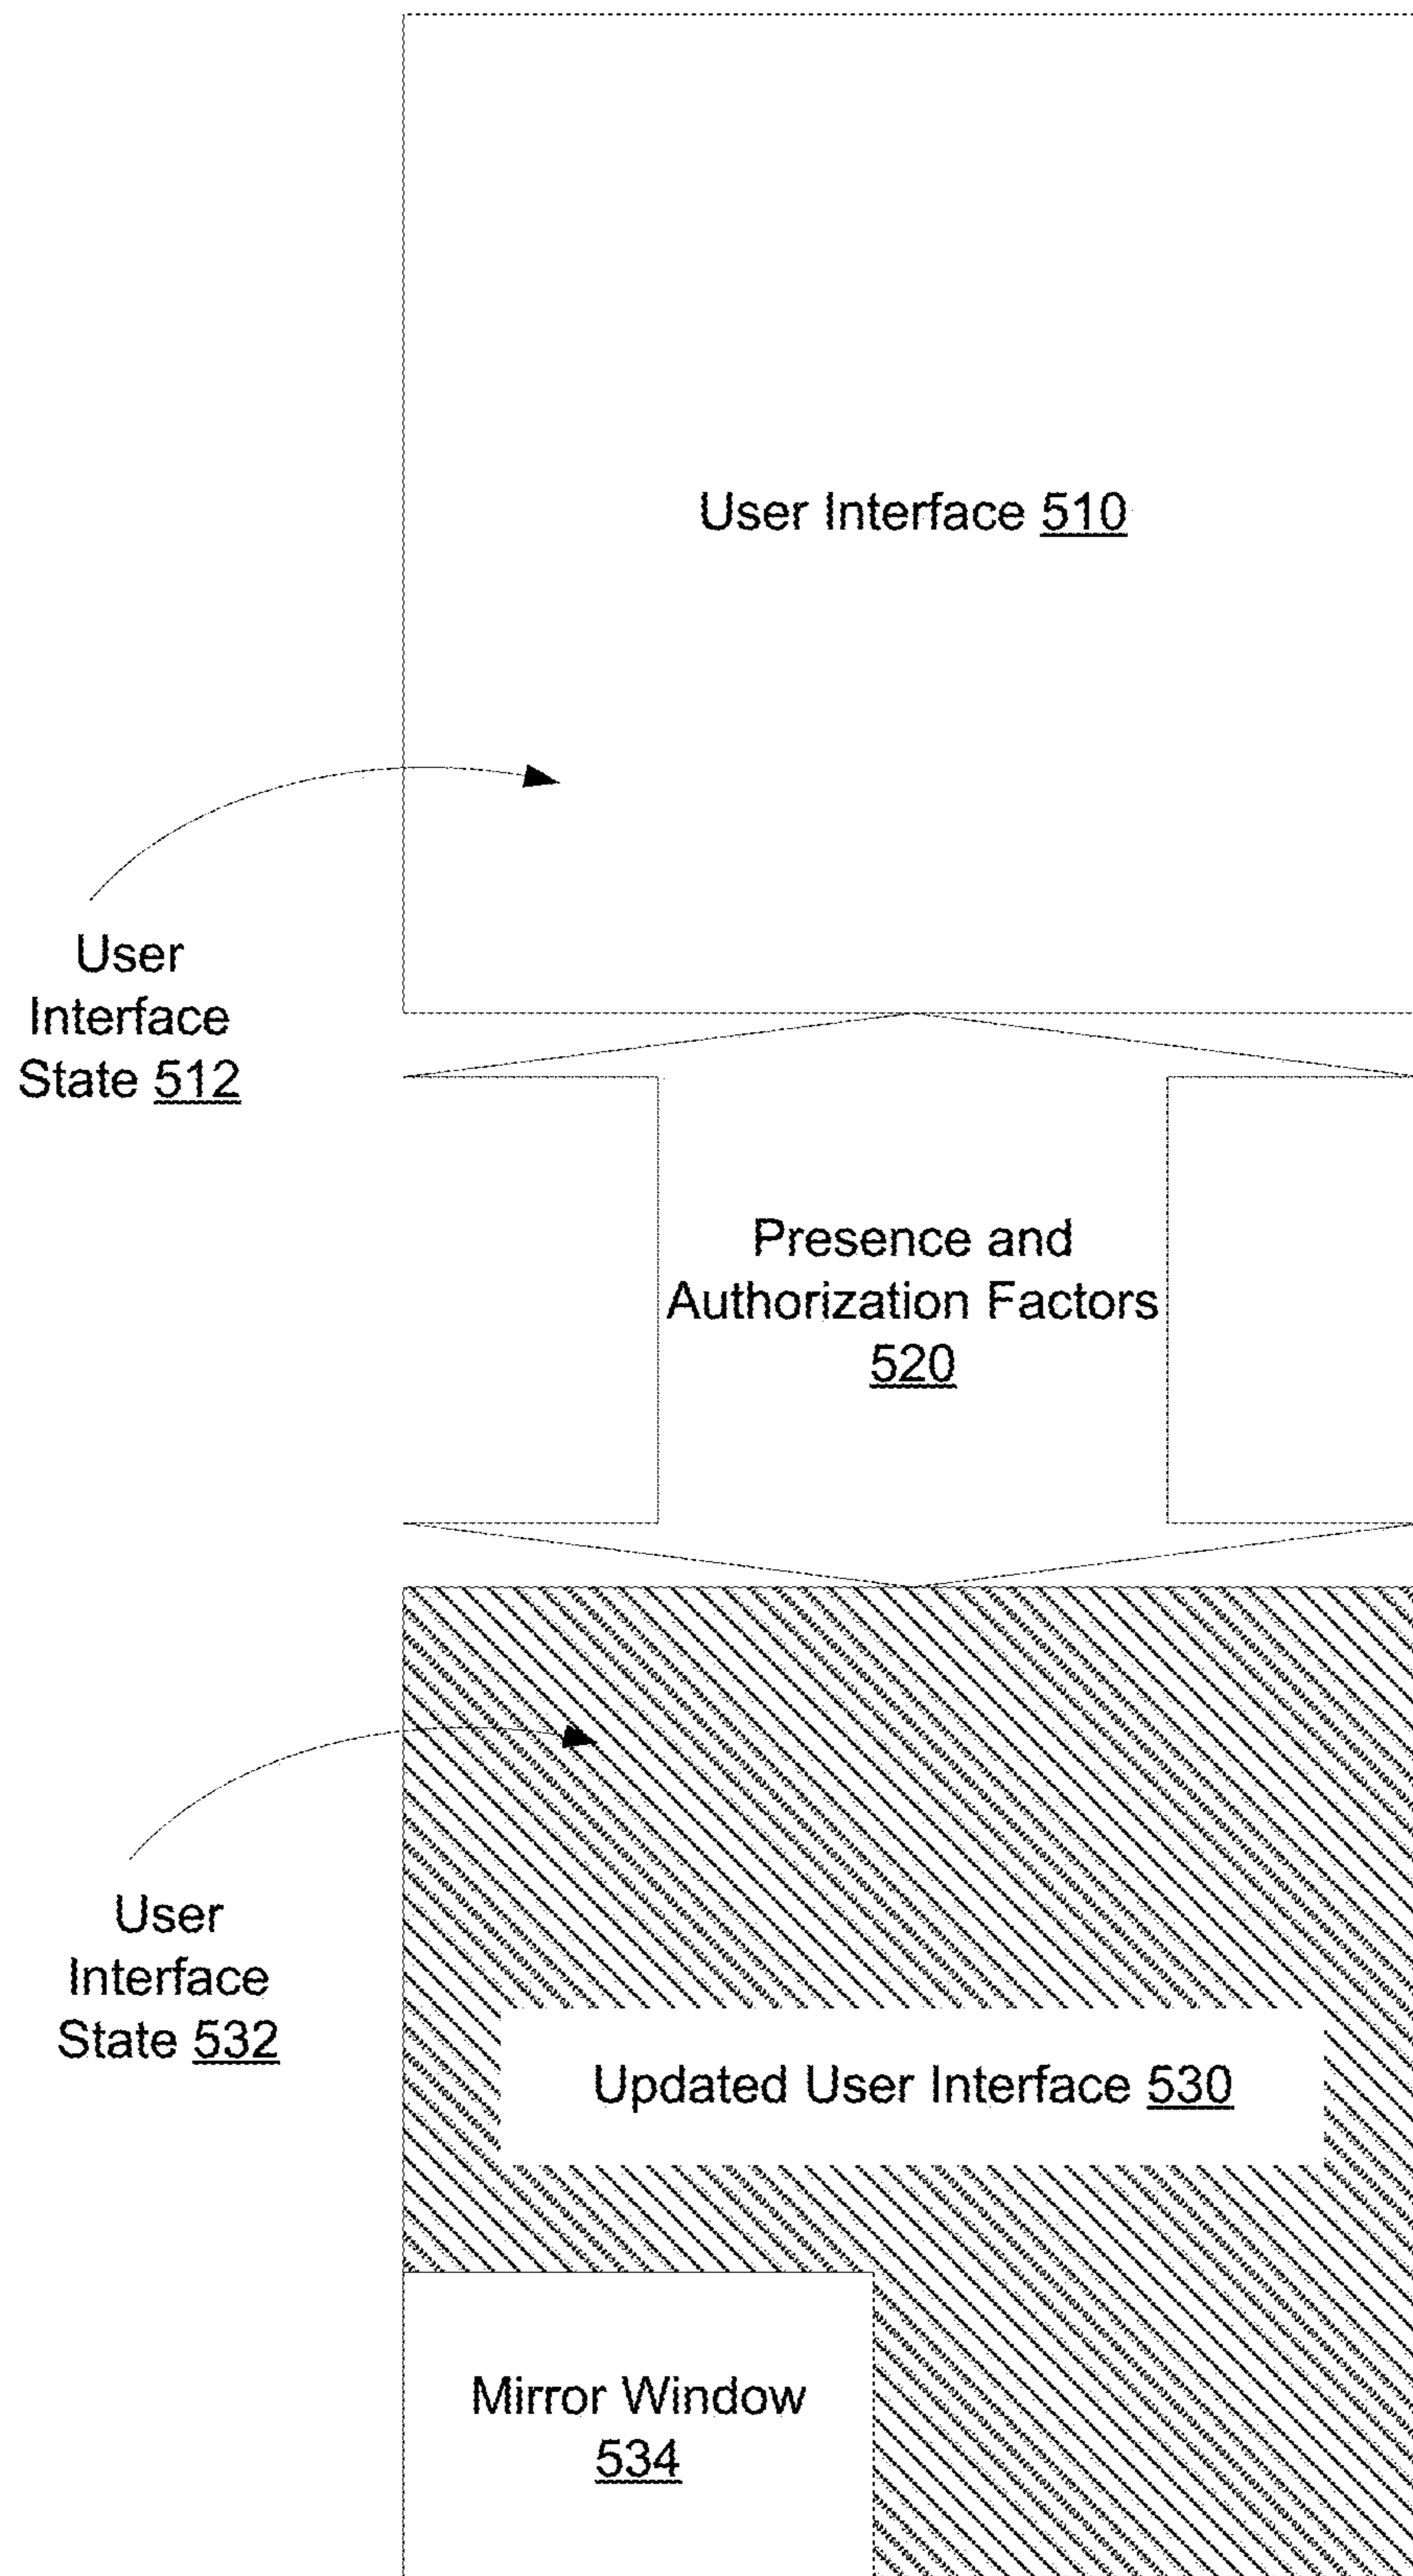 User Interface 510
User
Interface
State 512
Presence and
Authorization Factors
520
User
Interface
State 532
Updated User Interface 530
Mirror Window
534